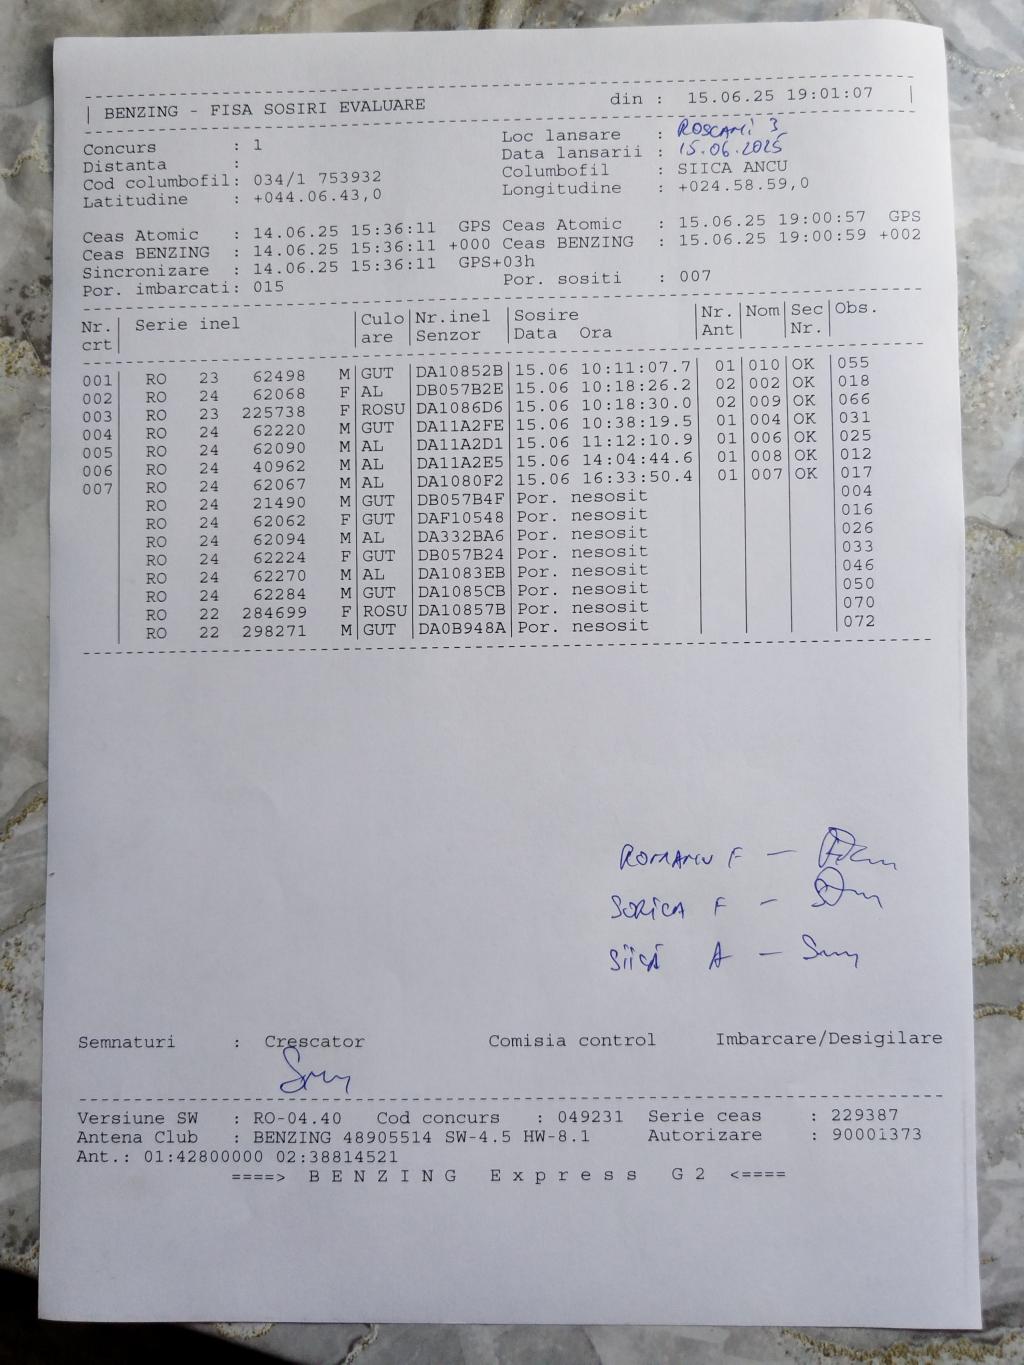 | BENZING - FISA SOSIRI EVALUARE din : 15.06.25 19:01:07 |
Concurs : 1 Loc lansare : ROSCANI 3
Distanta : Data lansarii : 15.06.2025
Cod columbofil: 034/1 753932 Columbofil : SIICA ANCU
Latitudine : +044.06.43,0 Longitudine : +024.58.59,0
Ceas Atomic : 14.06.25 15:36:11 GPS Ceas Atomic : 15.06.25 19:00:57 GPS
Ceas BENZING : 14.06.25 15:36:11 +000 Ceas BENZING : 15.06.25 19:00:59 +002
Sincronizare : 14.06.25 15:36:11 GPS+03h
Por. imbarcati: 015 Por. sositi : 007
Nr. | Serie inel |Culo|Nr.inel|Sosire |Nr. |Nom|Sec|Obs.
crt | |are |Senzor |Data Ora |Ant | |Nr.|
001| RO 23 62498 M|GUT |DA10852B|15.06 10:11:07.7| 01|010|OK |055
002| RO 24 62068 F|AL |DB057B2E|15.06 10:18:26.2| 02|002|OK |018
003| RO 23 225738 F|ROSU|DA1086D6|15.06 10:18:30.0| 02|009|OK |066
004| RO 24 62220 M|GUT |DA11A2FE|15.06 10:38:19.5| 01|004|OK |031
005| RO 24 62090 M|AL |DA11A2D1|15.06 11:12:10.9| 01|006|OK |025
006| RO 24 40962 M|AL |DA11A2E5|15.06 14:04:44.6| 01|008|OK |012
007| RO 24 62067 M|AL |DA1080F2|15.06 16:33:50.4| 01|007|OK |017
| RO 24 21490 M|GUT |DB057B4F|Por. nesosit | | | |004
| RO 24 62062 F|GUT |DAF10548|Por. nesosit | | | |016
| RO 24 62094 M|AL |DA332BA6|Por. nesosit | | | |026
| RO 24 62224 F|GUT |DB057B24|Por. nesosit | | | |033
| RO 24 62270 M|AL |DA1083EB|Por. nesosit | | | |046
| RO 24 62284 M|GUT |DA1085CB|Por. nesosit | | | |050
| RO 22 284699 F|ROSU|DA10857B|Por. nesosit | | | |070
| RO 22 298271 M|GUT |DA0B948A|Por. nesosit | | | |072
ROMANU F -
SORICA F -
SIICĂ A -
Semnaturi : Crescator Comisia control Imbarcare/Desigilare
Versiune SW : RO-04.40 Cod concurs : 049231 Serie ceas : 229387
Antena Club : BENZING 48905514 SW-4.5 HW-8.1 Autorizare : 90001373
Ant.: 01:42800000 02:38814521
====> B E N Z I N G E x p r e s s G 2 <====